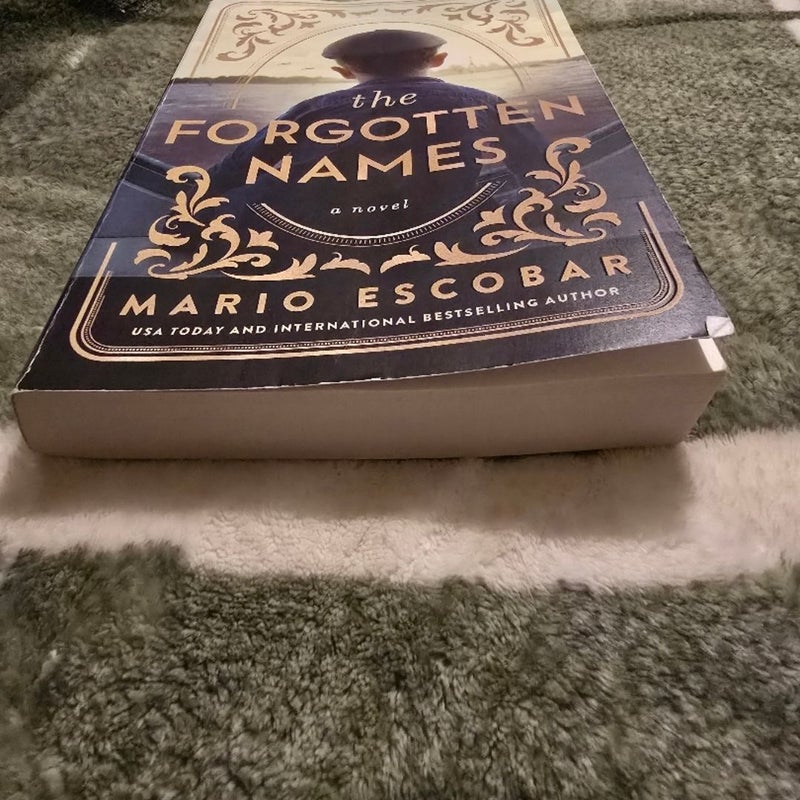 the
FORGOTTEN
NAMES
a novel
MARIO ESCOBAR
USA TODAY AND INTERNATIONAL BESTSELLING AUTHOR